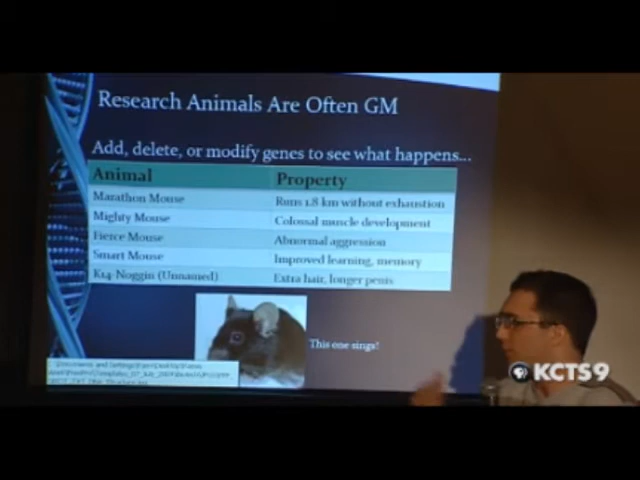 Research Animals Are Often GM
Add, delete, or modify genes to see what happens...
Animal Property
Marathon Mouse Runs 1.8 km without exhaustion
Mighty Mouse Colossal muscle development
Fierce Mouse Abnormal aggression
Smart Mouse Improved learning, memory
K14-Noggin (Unnamed) Extra hair, longer penis
This one sings!
KCTS9